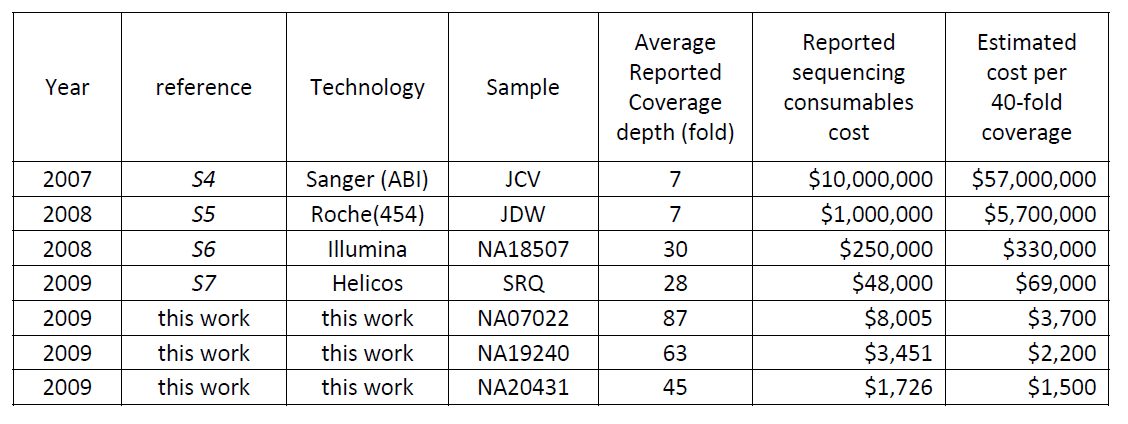 Year reference Technology Sample Average Reported Coverage depth (fold) Reported sequencing consumables cost Estimated cost per 40-fold coverage
2007 S4 Sanger (ABI) JCV 7 $10,000,000 $57,000,000
2008 S5 Roche(454) JDW 7 $1,000,000 $5,700,000
2008 S6 Illumina NA18507 30 $250,000 $330,000
2009 S7 Helicos SRQ 28 $48,000 $69,000
2009 this work this work NA07022 87 $8,005 $3,700
2009 this work this work NA19240 63 $3,451 $2,200
2009 this work this work NA20431 45 $1,726 $1,500